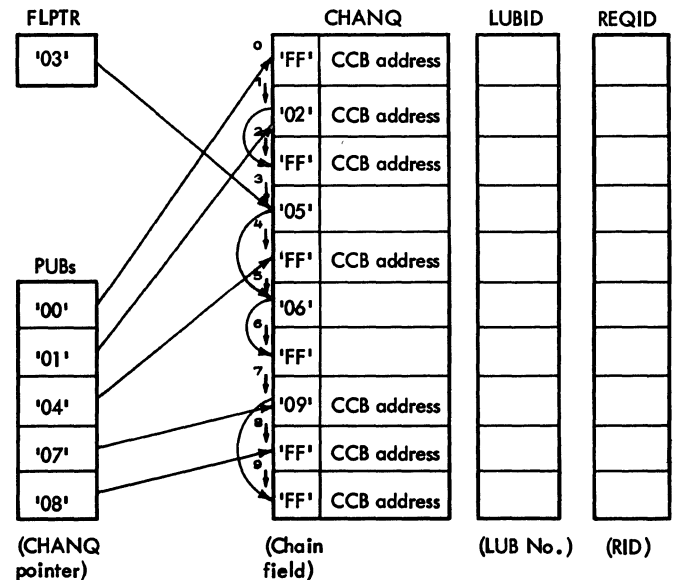 FLPTR
CHANQ
LUBID
REQID
'03'
0
'FF' CCB address
1
'02' CCB address
2
'FF' CCB address
3
'05'
4
'FF' CCB address
5
'06'
6
'FF'
7
'09' CCB address
8
'FF' CCB address
9
'FF' CCB address
PUBs
'00'
'01'
'04'
'07'
'08'
(CHANQ
pointer)
(Chain
field)
(LUB No.)
(RID)